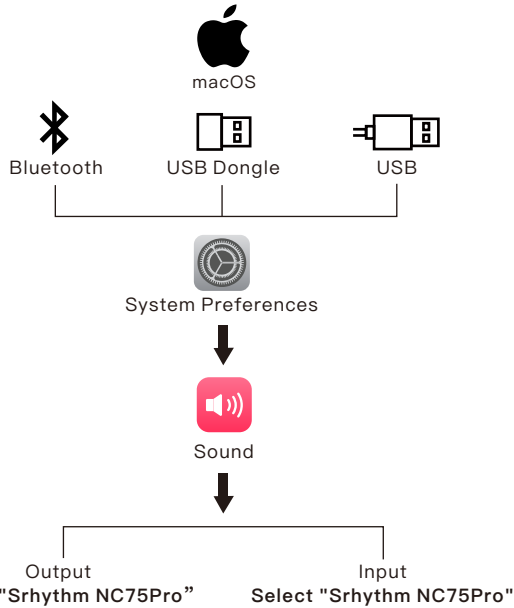 macOS
Bluetooth
USB Dongle
USB
System Preferences
Sound
Output
"Srhythm NC75Pro”
Input
Select "Srhythm NC75Pro"